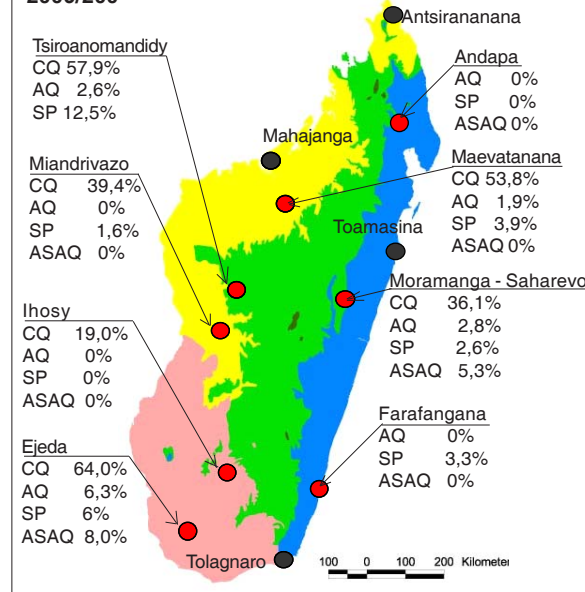 Antsirananana
Tsiroanomandidy
CQ 57,9%
AQ 2,6%
SP 12,5%
Andapa
AQ 0%
SP 0%
ASAQ 0%
Mahajanga
Miandrivazo
CQ 39,4%
AQ 0%
SP 1,6%
ASAQ 0%
Maevatanana
CQ 53,8%
AQ 1,9%
SP 3,9%
ASAQ 0%
Toamasina
Moramanga - Saharevo
CQ 36,1%
AQ 2,8%
SP 2,6%
ASAQ 5,3%
Ihosy
CQ 19,0%
AQ 0%
SP 0%
ASAQ 0%
Farafangana
AQ 0%
SP 3,3%
ASAQ 0%
Ejeda
CQ 64,0%
AQ 6,3%
SP 6%
ASAQ 8,0%
Tolagnaro
100 0 100 200 Kilometer